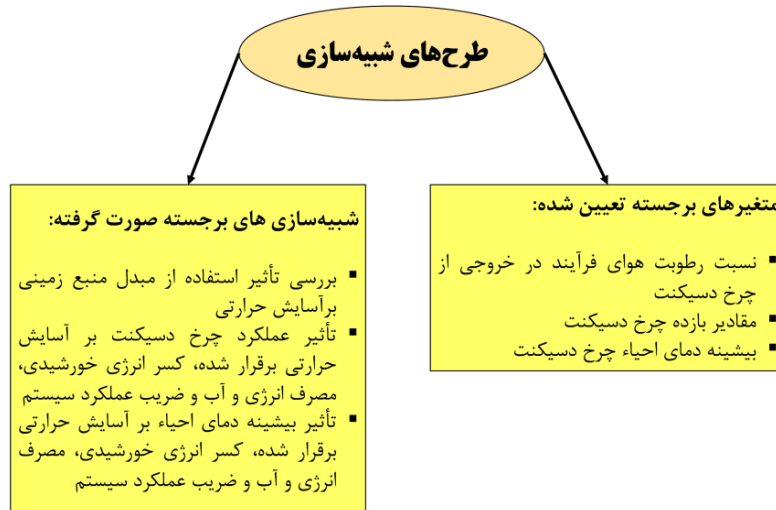 طرح‌های شبیه‌سازی
متغیرهای برجسته تعیین شده:
▪ نسبت رطوبت هوای فرآیند در خروجی از
چرخ دسیکنت
▪ مقادیر بازده چرخ دسیکنت
▪ بیشینه دمای احیاء چرخ دسیکنت
شبیه‌سازی های برجسته صورت گرفته:
▪ بررسی تأثیر استفاده از مبدل منبع زمینی
برآسایش حرارتی
▪ تأثیر عملکرد چرخ دسیکنت بر آسایش
حرارتی برقرار شده، کسر انرژی خورشیدی،
مصرف انرژی و آب و ضریب عملکرد سیستم
▪ تأثیر بیشینه دمای احیاء بر آسایش حرارتی
برقرار شده، کسر انرژی خورشیدی، مصرف
انرژی و آب و ضریب عملکرد سیستم